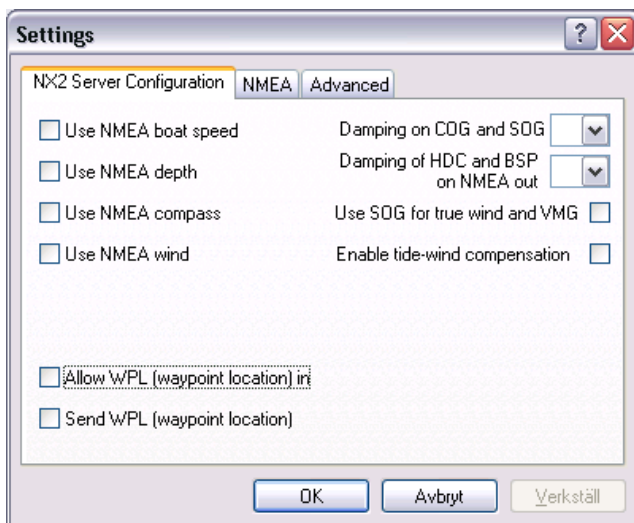 Settings
NX2 Server Configuration NMEA Advanced
Use NMEA boat speed Damping on COG and SOG
Use NMEA depth Damping of HDC and BSP
on NMEA out
Use NMEA compass Use SOG for true wind and VMG
Use NMEA wind Enable tide-wind compensation
Allow WPL (waypoint location) in
Send WPL (waypoint location)
OK Avbryt Verkställ